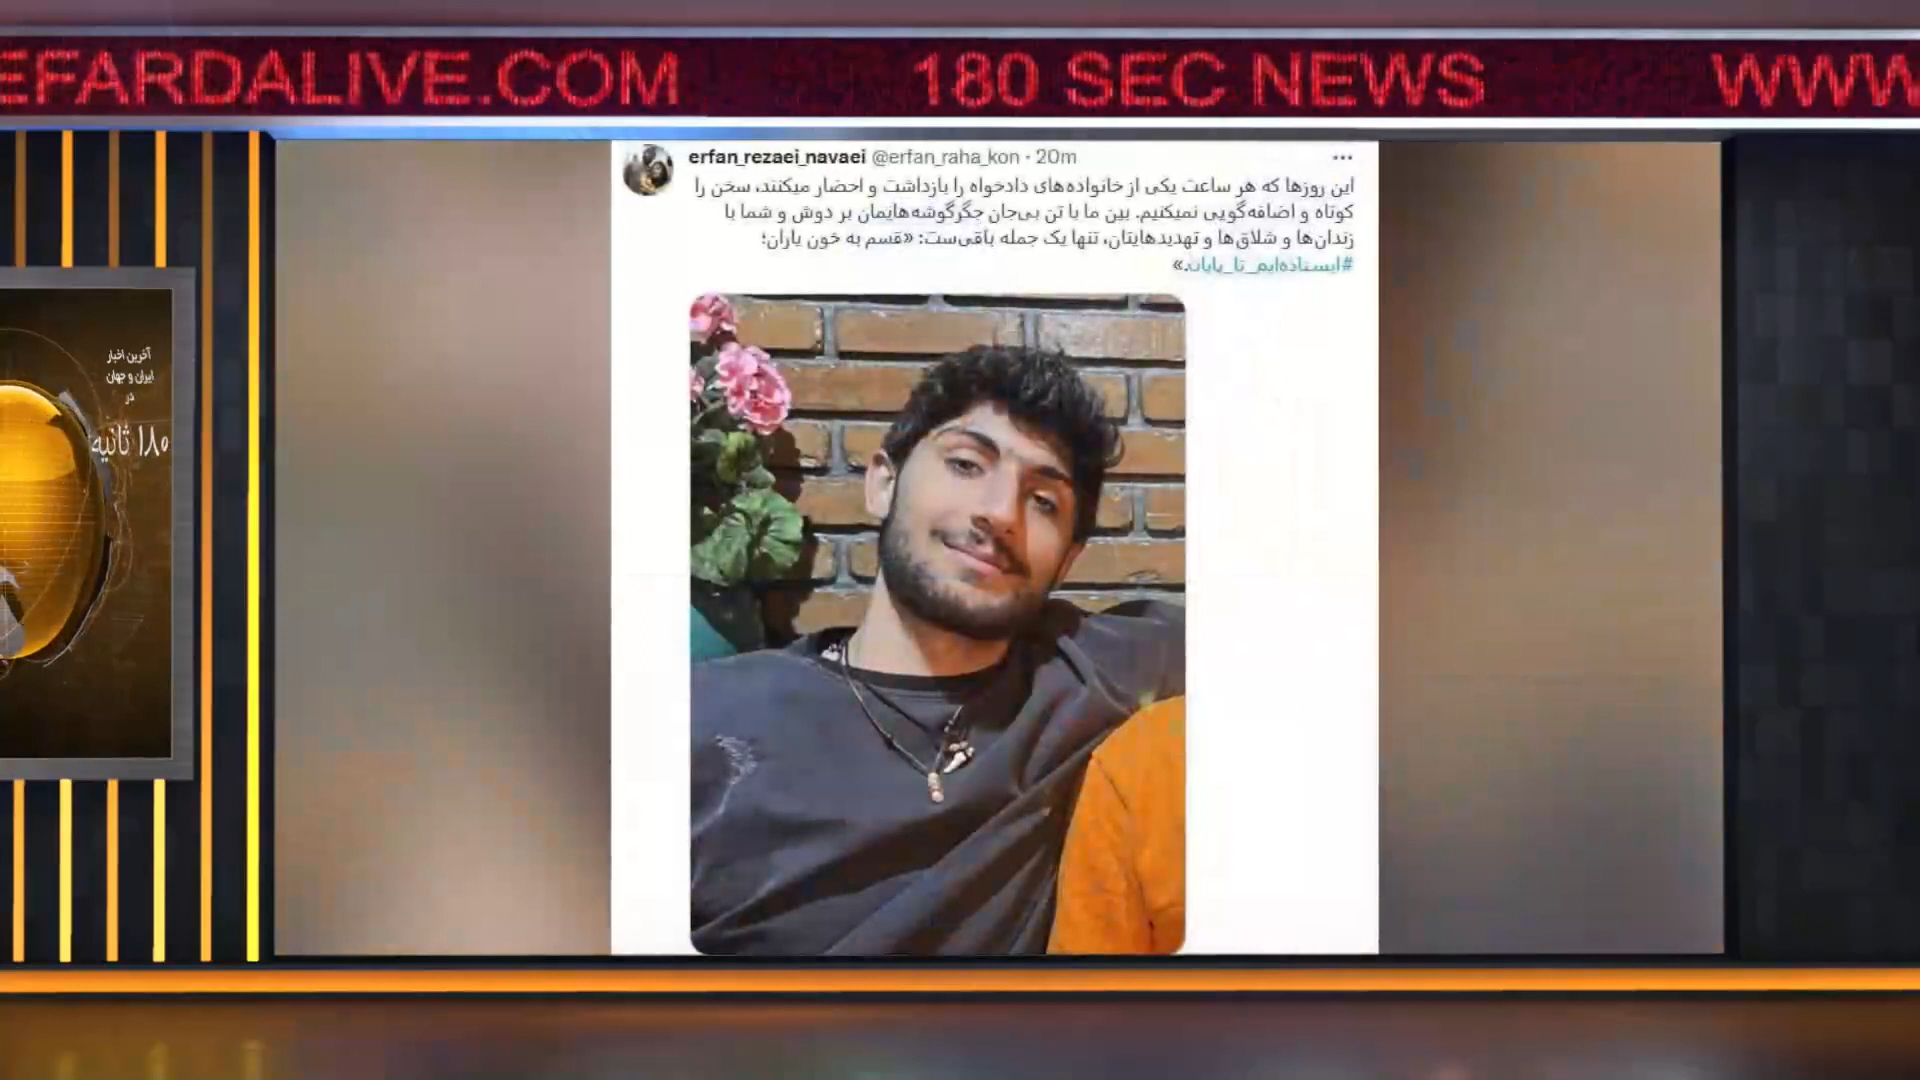 EFARDALIVE.COM 180 SEC NEWS WWW
erfan_rezaei_navaei @erfan_raha_kon · 20m
این روزها که هر ساعت یکی از خانواده‌های دادخواه را بازداشت و احضار میکنند، سخن را
کوتاه و اضافه‌گویی نمیکنیم. بین ما با تن بی‌جان جگرگوشه‌هایمان بر دوش و شما با
زندان‌ها و شلاق‌ها و تهدیدهایتان، تنها یک جمله باقی‌ست: «قسم به خون یاران؛
#ایستاده‌ایم_تا_پایان.»
آخرین اخبار
ایران و جهان
در
۱۸۰ ثانیه